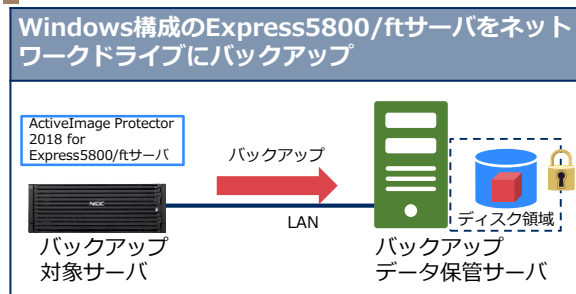 Windows構成のExpress5800/ftサーバをネット
ワークドライブにバックアップ
ActiveImage Protector
2018 for
Express5800/ftサーバ
バックアップ
LAN
NCC
ディスク領域
バックアップ
対象サーバ
バックアップ
データ保管サーバ